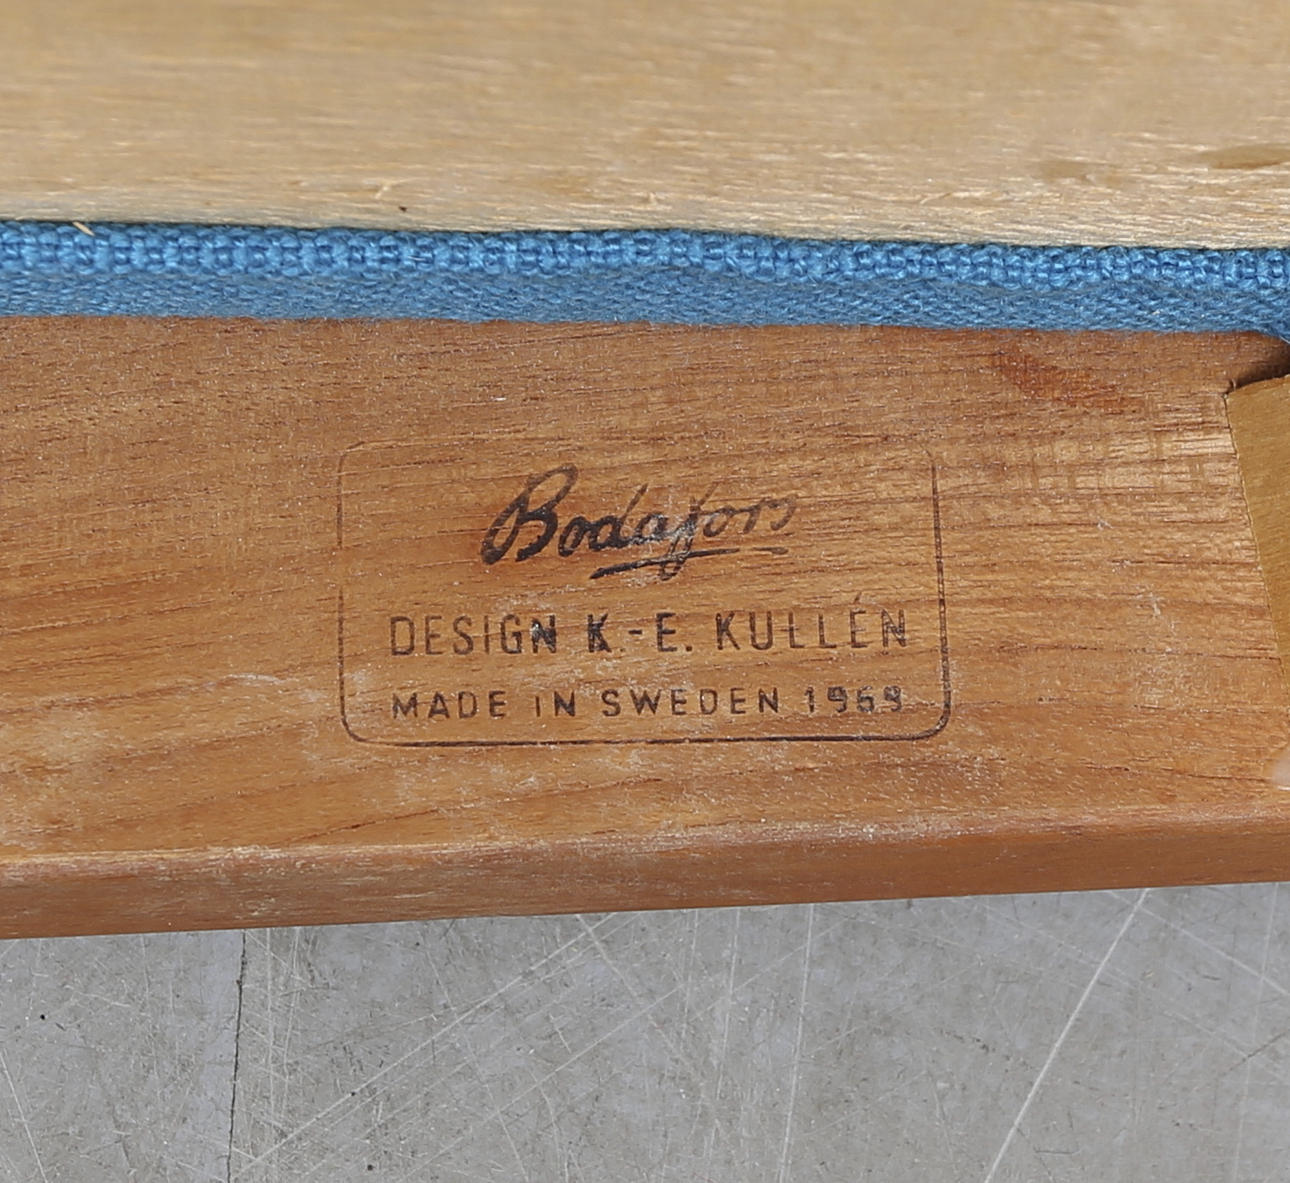 Bodafors
DESIGN K.-E. KULLÉN
MADE IN SWEDEN 1969